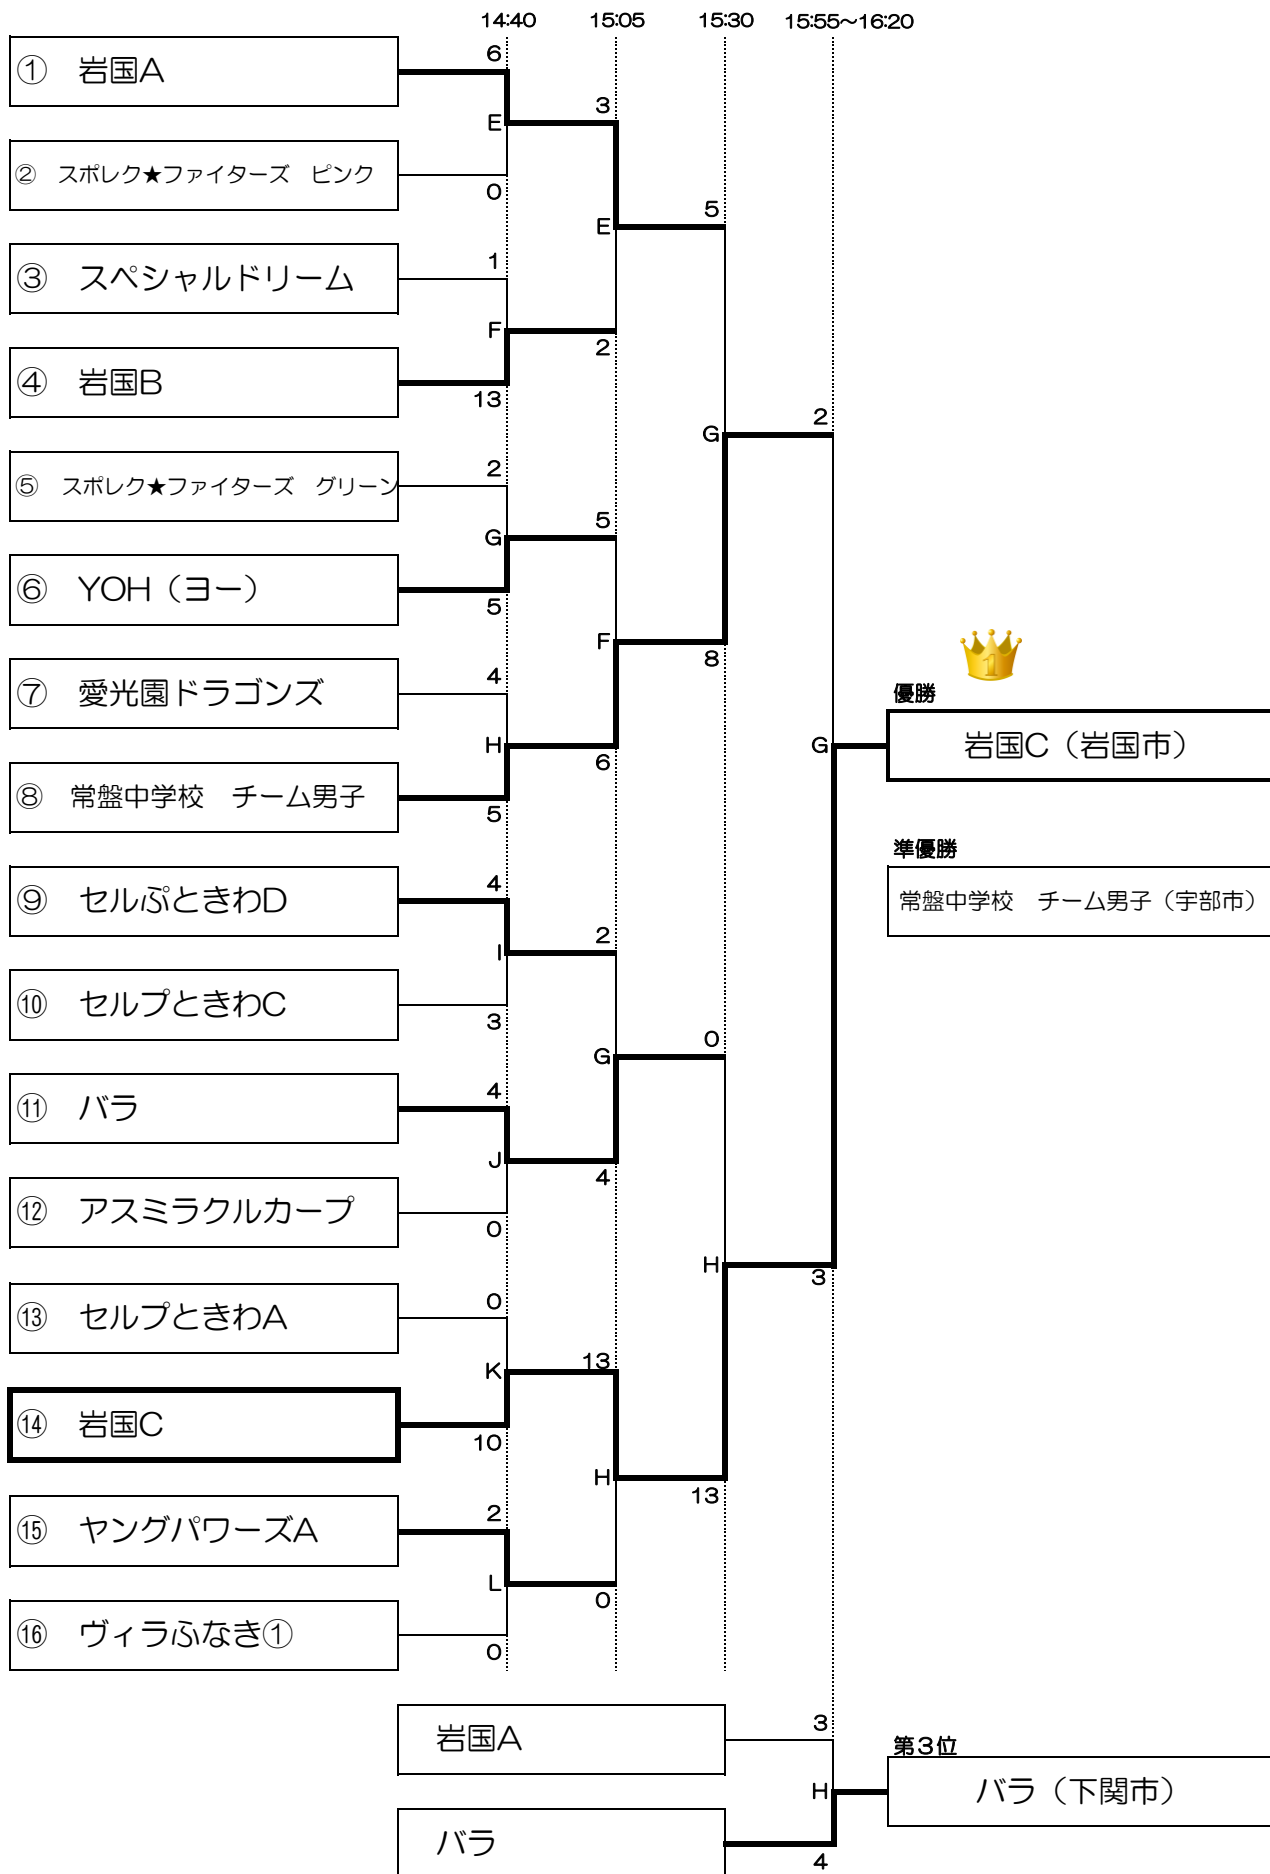 14:40 15:05 15:30 15:55～16:20
6
① 岩国A
3
E
② スポレク★ファイターズ ピンク
0
5
E
1
③ スペシャルドリーム
F
2
④ 岩国B
13
2
G
2
⑤ スポレク★ファイターズ グリーン
5
G
⑥ YOH（ヨー）
5
F
8
4
⑦ 愛光園ドラゴンズ
優勝
H
G
岩国C（岩国市）
6
⑧ 常盤中学校 チーム男子
5
準優勝
4
⑨ セルぷときわD
常盤中学校 チーム男子（宇部市）
2
I
⑩ セルプときわC
3
0
G
4
⑪ バラ
J
4
⑫ アスミラクルカープ
0
H
3
0
⑬ セルプときわA
13
K
⑭ 岩国C
10
H
13
2
⑮ ヤングパワーズA
L
0
⑯ ヴィラふなき①
0
3
岩国A
第３位
H
バラ（下関市）
バラ
4
1